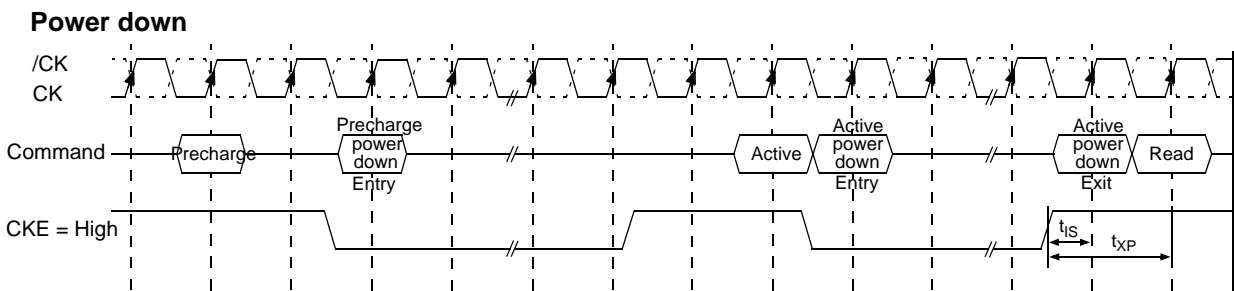 Power down
/CK
CK
Command
Precharge
Precharge
power
down
Entry
Active
Active
power
down
Entry
Active
power
down
Exit
Read
CKE = High
tIS
tXP